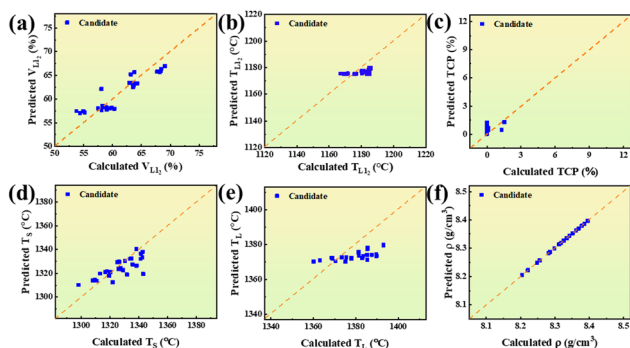 (a)
Candidate
Predicted V_L1₂ (%)
75
70
65
60
55
50
50 55 60 65 70 75
Calculated V_L1₂ (%)
(b)
Candidate
Predicted T_L1₂ (°C)
1220
1200
1180
1160
1140
1120
1120 1140 1160 1180 1200 1220
Calculated T_L1₂ (°C)
(c)
Candidate
Predicted TCP (%)
12
9
6
3
0
0 3 6 9 12
Calculated TCP (%)
(d)
Candidate
Predicted T_S (°C)
1380
1360
1340
1320
1300
1300 1320 1340 1360 1380
Calculated T_S (°C)
(e)
Candidate
Predicted T_L (°C)
1400
1380
1360
1340
1340 1360 1380 1400 1420
Calculated T_L (°C)
(f)
Candidate
Predicted ρ (g/cm³)
8.5
8.4
8.3
8.2
8.1
8.1 8.2 8.3 8.4 8.5
Calculated ρ (g/cm³)